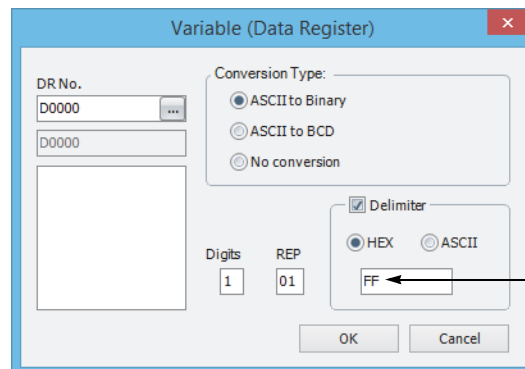 Variable (Data Register)
DR No.
D0000
...
D0000
Conversion Type:
ASCII to Binary
ASCII to BCD
No conversion
Delimiter
HEX
ASCII
Digits
REP
1
01
FF
OK
Cancel